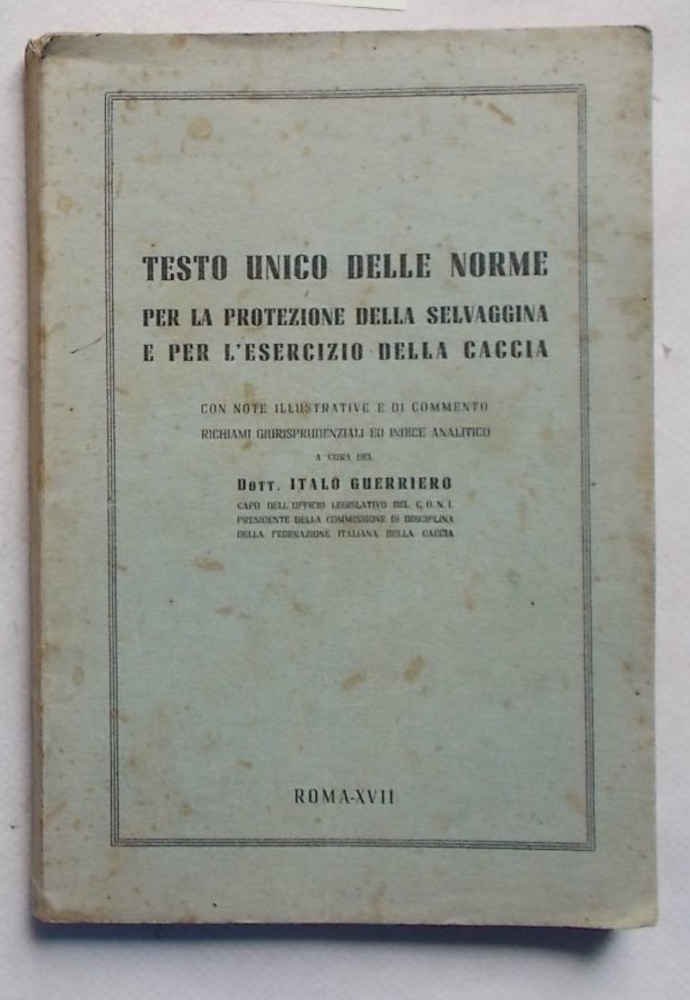 TESTO UNICO DELLE NORME
PER LA PROTEZIONE DELLA SELVAGGINA
E PER L'ESERCIZIO DELLA CACCIA
CON NOTE ILLUSTRATIVE E DI COMMENTO
RICHIAMI GIURISPRUDENZIALI ED INDICE ANALITICO
A CURA DEL
DOTT. ITALO GUERRIERO
CAPO DELL'UFFICIO LEGISLATIVO DEL C.O.N.I.
PRESIDENTE DELLA COMMISSIONE DI DISCIPLINA
DELLA FEDERAZIONE ITALIANA DELLA CACCIA
ROMA-XVII